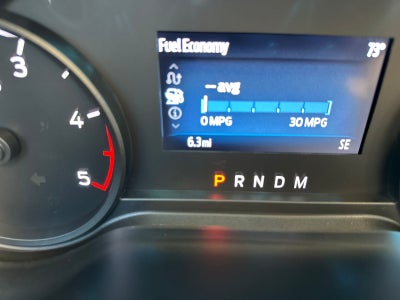 Fuel Economy 73°
-- avg
0 MPG 30 MPG
6.3 mi SE
3
4
5
P R N D M